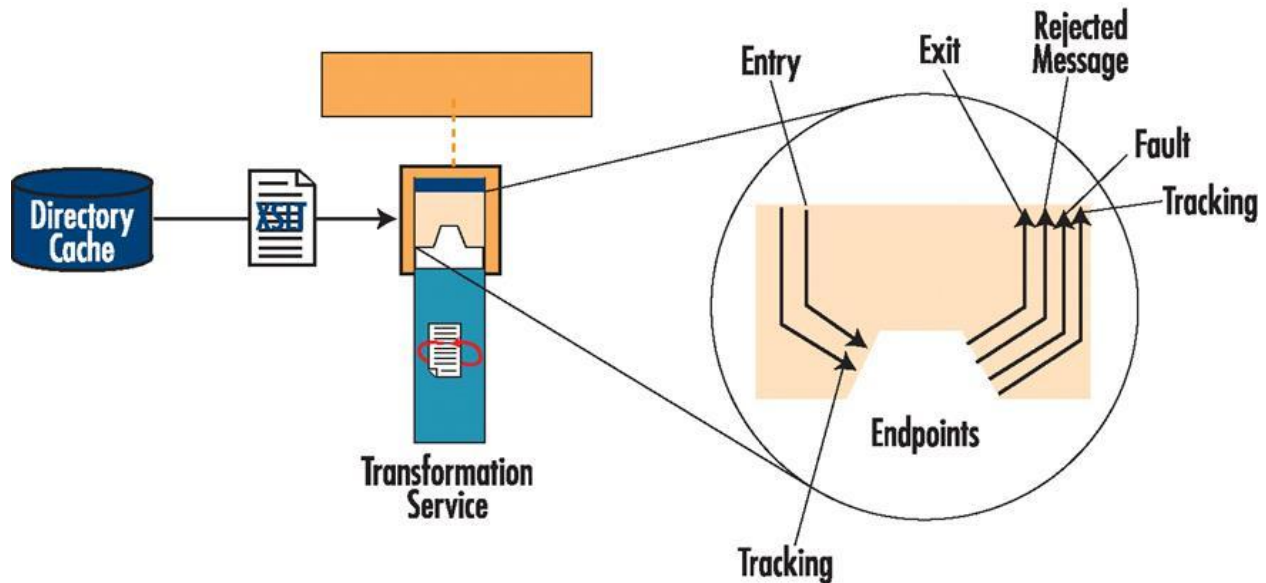 Directory
Cache
XSLT
Transformation
Service
Entry
Exit
Rejected
Message
Fault
Tracking
Endpoints
Tracking